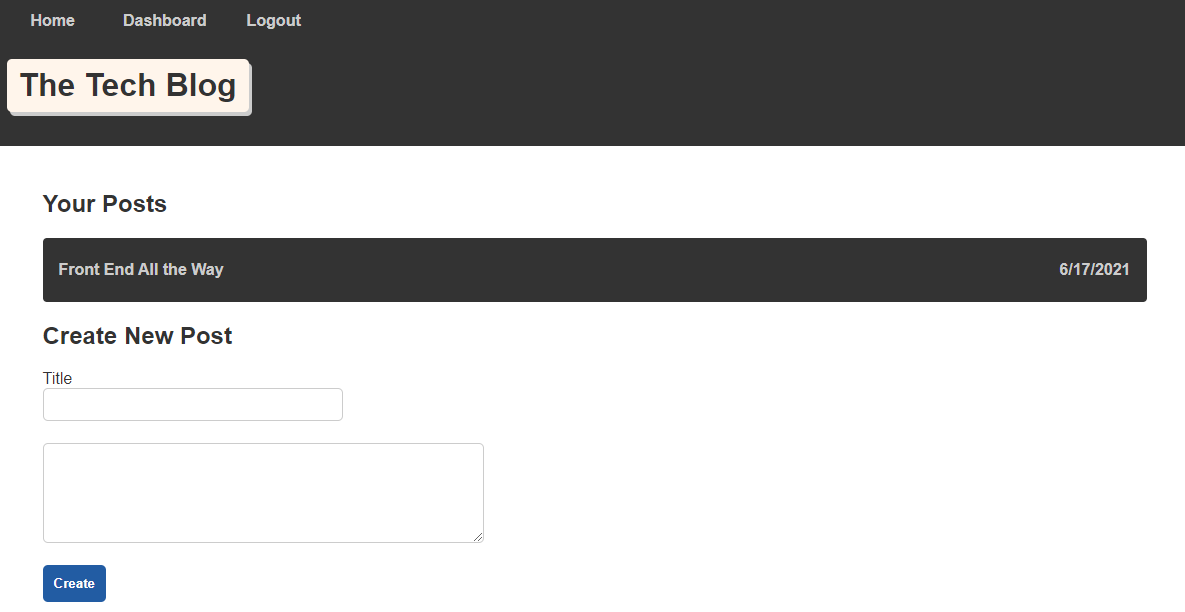 Home Dashboard Logout
The Tech Blog
Your Posts
Front End All the Way 6/17/2021
Create New Post
Title
Create